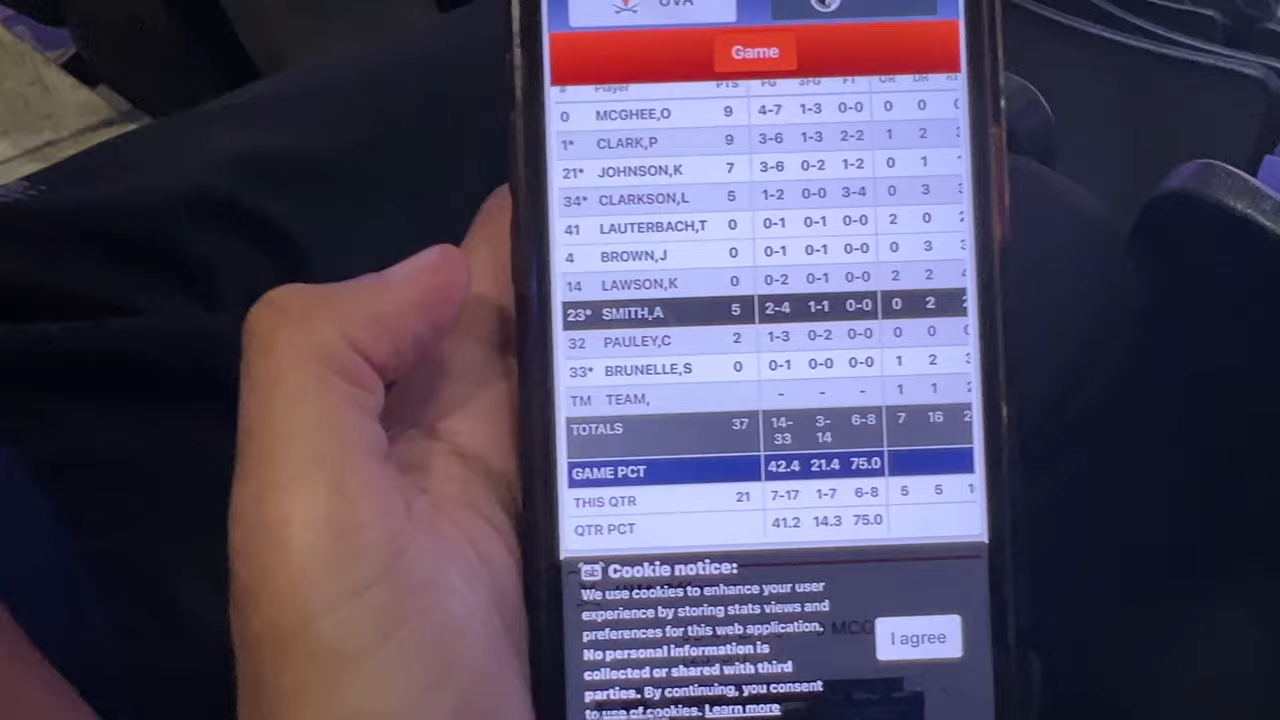 UVA
Game
# Player PTS FG 3FG FT OR DR RE
0 MCGHEE,O 9 4-7 1-3 0-0 0 0
1* CLARK,P 9 3-6 1-3 2-2 1 2
21* JOHNSON,K 7 3-6 0-2 1-2 0 1
34* CLARKSON,L 5 1-2 0-0 3-4 0 3
41 LAUTERBACH,T 0 0-1 0-1 0-0 2 0
4 BROWN,J 0 0-1 0-1 0-0 0 3
14 LAWSON,K 0 0-2 0-1 0-0 2 2
23* SMITH,A 5 2-4 1-1 0-0 0 2
32 PAULEY,C 2 1-3 0-2 0-0 0 0
33* BRUNELLE,S 0 0-1 0-0 0-0 1 2
TM TEAM, - - - 1 1
TOTALS 37 14- 3- 6-8 7 16 2
33 14
GAME PCT 42.4 21.4 75.0
THIS QTR 21 7-17 1-7 6-8 5 5 1
QTR PCT 41.2 14.3 75.0
sb Cookie notice:
We use cookies to enhance your user
experience by storing stats views and
preferences for this web application.
No personal information is
collected or shared with third
parties. By continuing, you consent
to use of cookies. Learn more
I agree